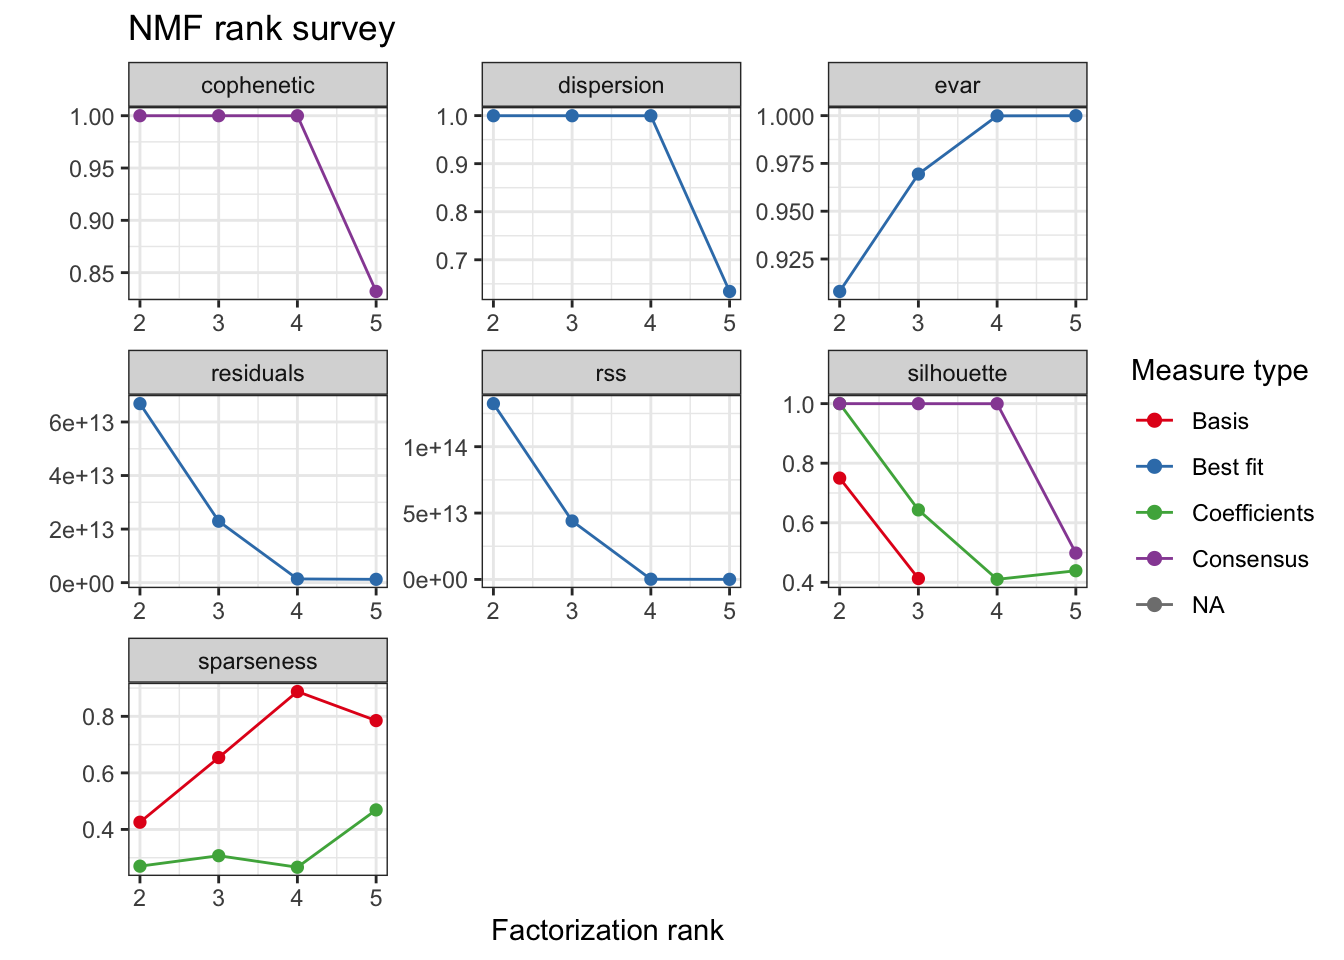 NMF rank survey
cophenetic
dispersion
evar
1.00
0.95
0.90
0.85
2 3 4 5
1.0
0.9
0.8
0.7
2 3 4 5
1.000
0.975
0.950
0.925
2 3 4 5
residuals
rss
silhouette
6e+13
4e+13
2e+13
0e+00
2 3 4 5
1e+14
5e+13
0e+00
2 3 4 5
1.0
0.8
0.6
0.4
2 3 4 5
sparseness
0.8
0.6
0.4
2 3 4 5
Factorization rank
Measure type
Basis
Best fit
Coefficients
Consensus
NA